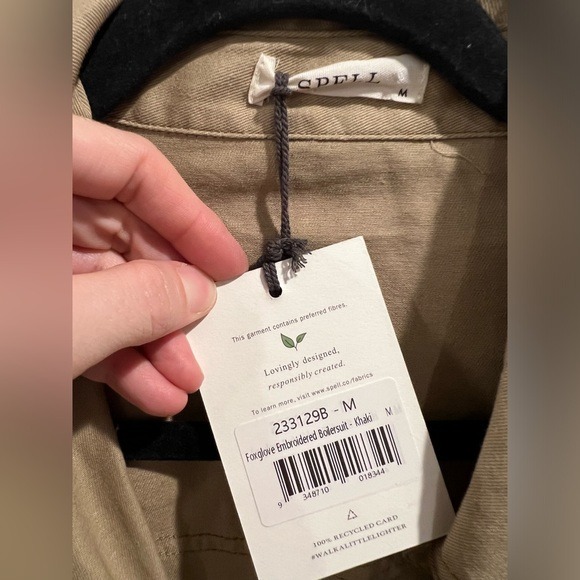 SPELL
M
This garment contains preferred fibres.
Lovingly designed,
responsibly created.
To learn more, visit www.spell.co/fabrics
233129B - M
Foxglove Embroidered Boilersuit - Khaki M
9 348710 018344
100% RECYCLED CARD
#WALKALITTLELIGHTER